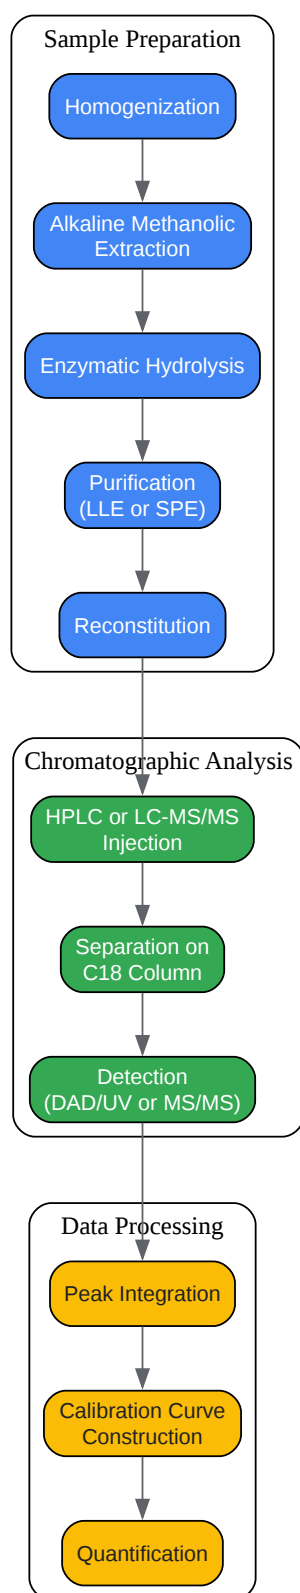 Sample Preparation
Homogenization
Alkaline Methanolic
Extraction
Enzymatic Hydrolysis
Purification
(LLE or SPE)
Reconstitution
Chromatographic Analysis
HPLC or LC-MS/MS
Injection
Separation on
C18 Column
Detection
(DAD/UV or MS/MS)
Data Processing
Peak Integration
Calibration Curve
Construction
Quantification